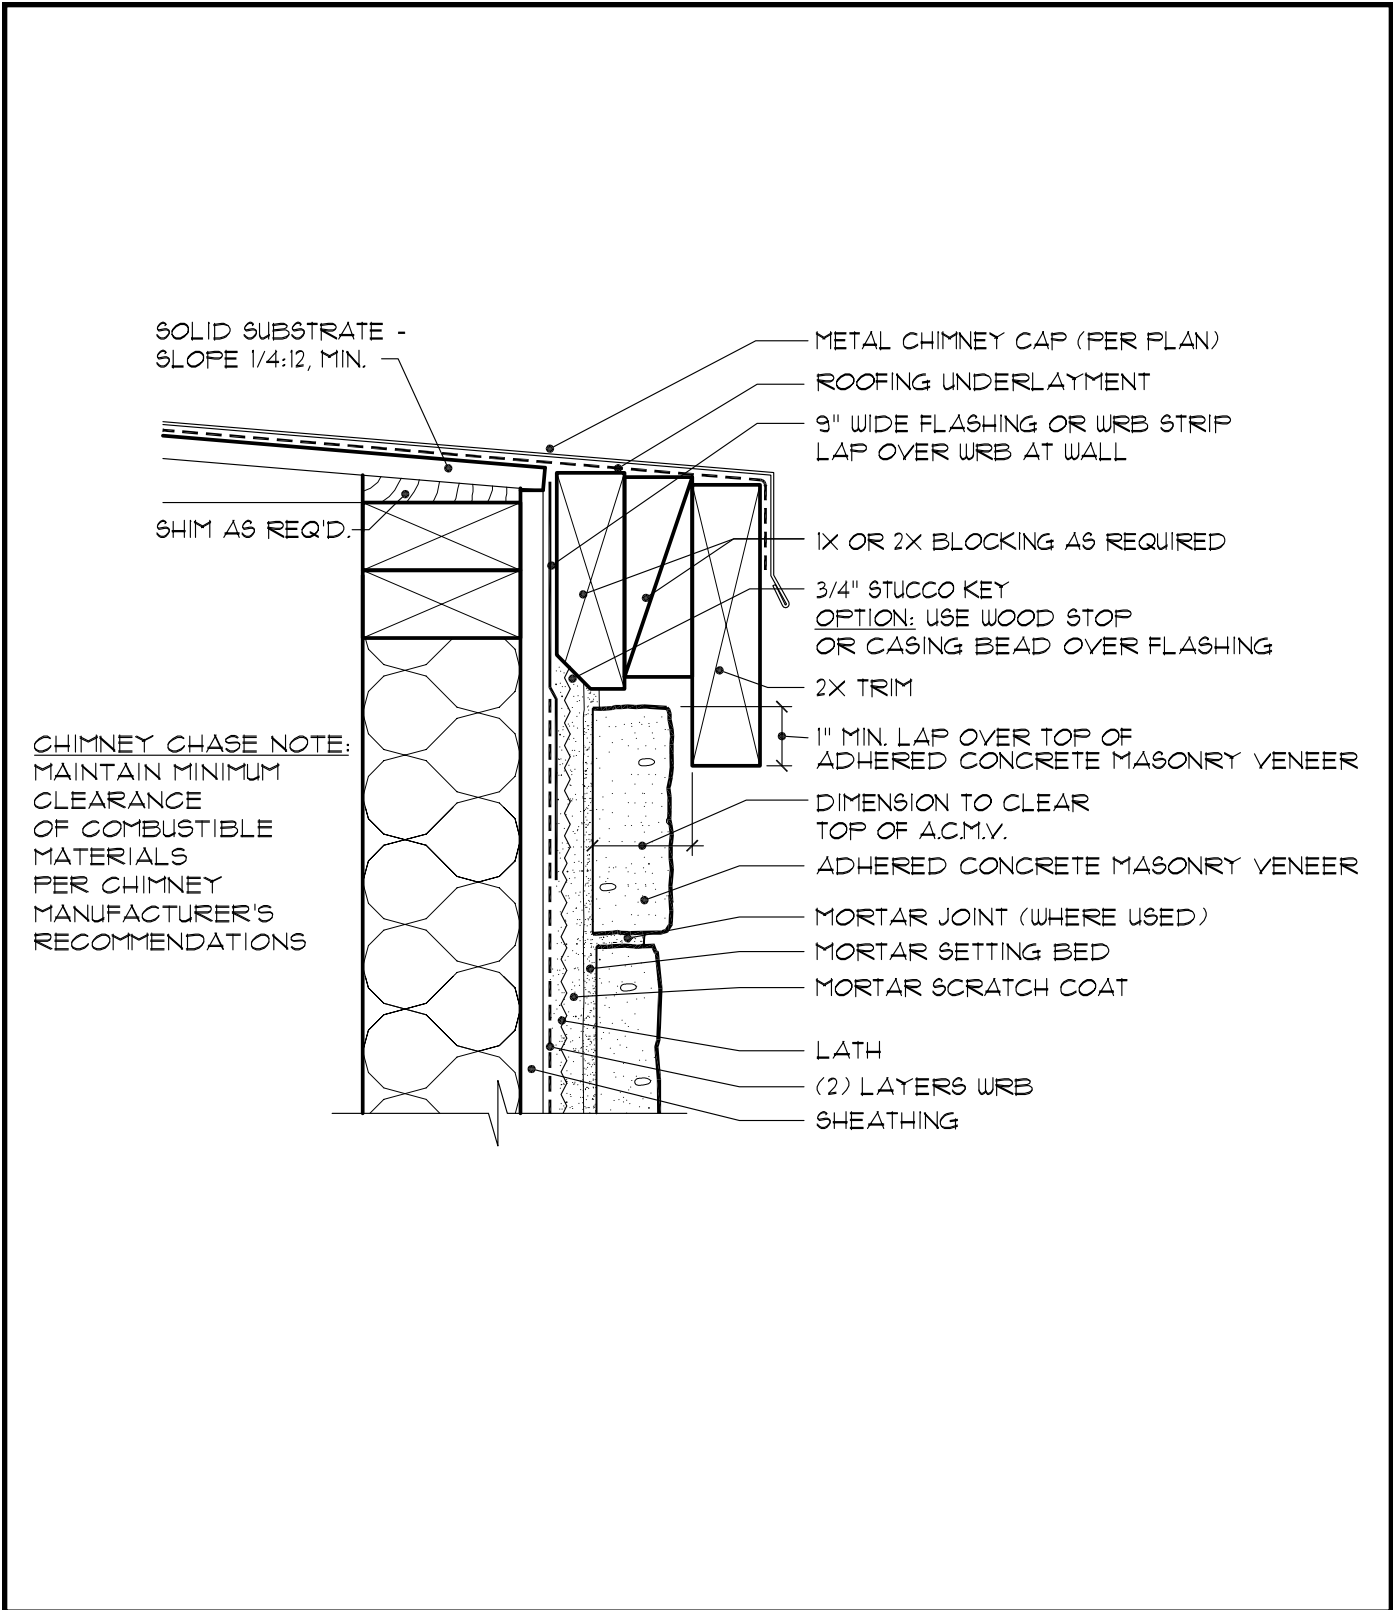 SOLID SUBSTRATE -
SLOPE 1/4:12, MIN.
SHIM AS REQ'D.
CHIMNEY CHASE NOTE:
MAINTAIN MINIMUM
CLEARANCE
OF COMBUSTIBLE
MATERIALS
PER CHIMNEY
MANUFACTURER'S
RECOMMENDATIONS
METAL CHIMNEY CAP (PER PLAN)
ROOFING UNDERLAYMENT
9" WIDE FLASHING OR WRB STRIP
LAP OVER WRB AT WALL
1X OR 2X BLOCKING AS REQUIRED
3/4" STUCCO KEY
OPTION: USE WOOD STOP
OR CASING BEAD OVER FLASHING
2X TRIM
1" MIN. LAP OVER TOP OF
ADHERED CONCRETE MASONRY VENEER
DIMENSION TO CLEAR
TOP OF A.C.M.V.
ADHERED CONCRETE MASONRY VENEER
MORTAR JOINT (WHERE USED)
MORTAR SETTING BED
MORTAR SCRATCH COAT
LATH
(2) LAYERS WRB
SHEATHING